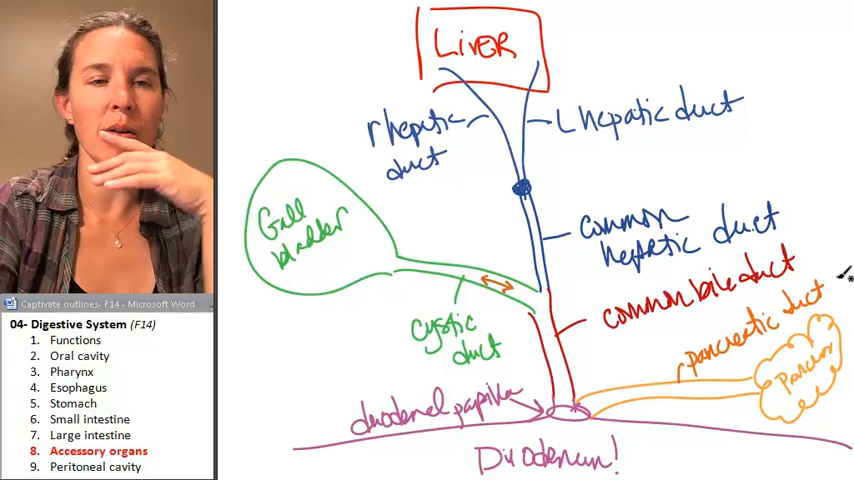 LIVER
r hepatic
duct
L hepatic duct
Gall
bladder
common
hepatic duct
common bile duct
cystic
duct
pancreatic duct
Pancreas
duodenal papilla
Duodenum!
Captivate outlines- F14 - Microsoft Word
04- Digestive System (F14)
1. Functions
2. Oral cavity
3. Pharynx
4. Esophagus
5. Stomach
6. Small intestine
7. Large intestine
8. Accessory organs
9. Peritoneal cavity